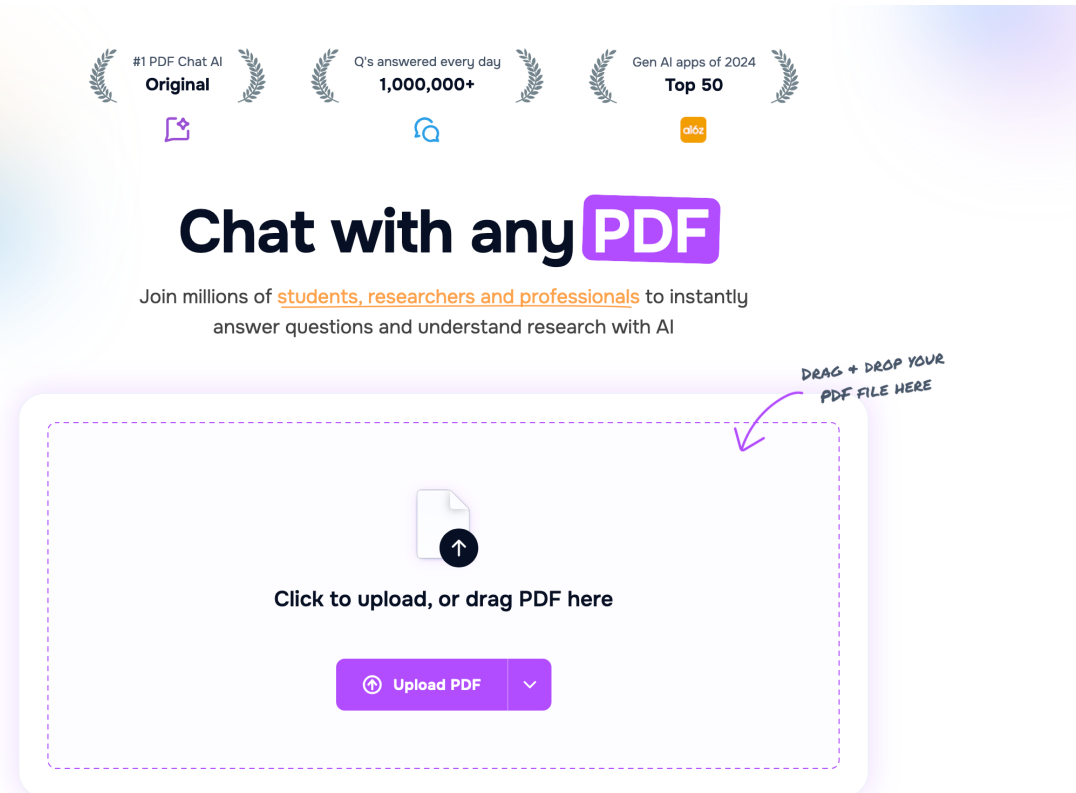 #1 PDF Chat AI
Original
Q's answered every day
1,000,000+
Gen AI apps of 2024
Top 50
a16z
Chat with any PDF
Join millions of students, researchers and professionals to instantly
answer questions and understand research with AI
DRAG & DROP YOUR
PDF FILE HERE
Click to upload, or drag PDF here
Upload PDF